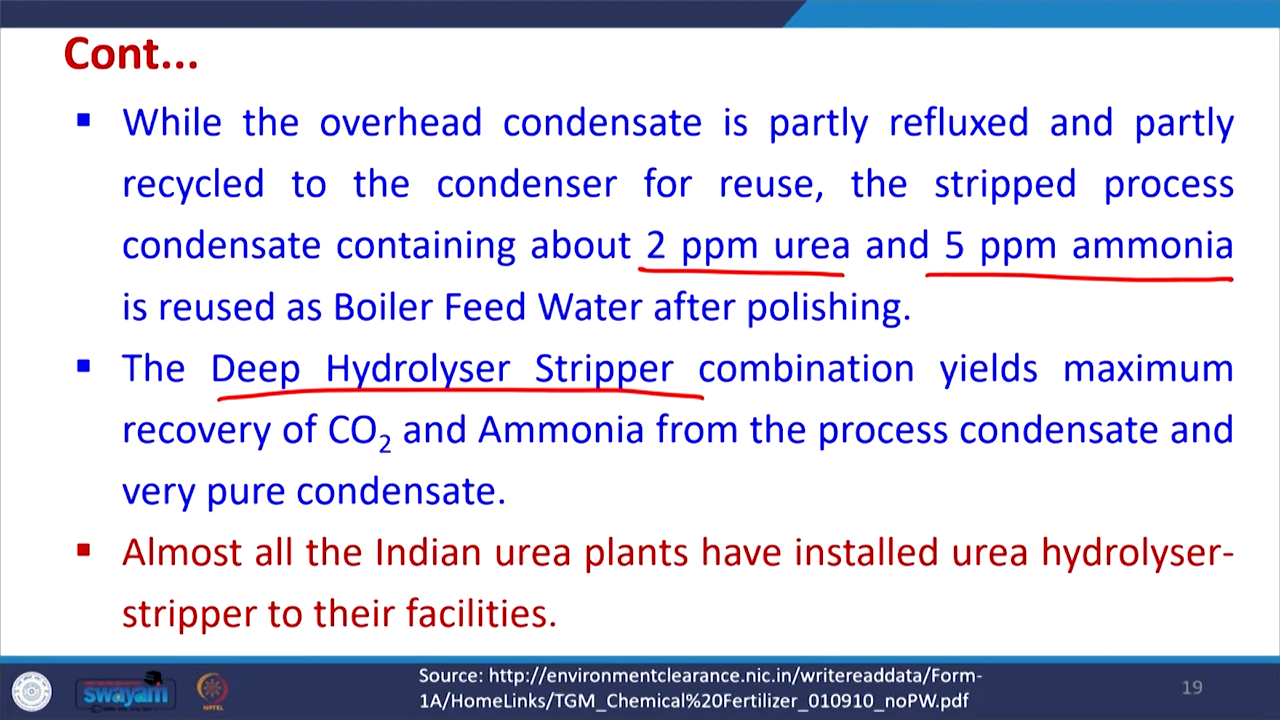 Cont...
▪ While the overhead condensate is partly refluxed and partly
recycled to the condenser for reuse, the stripped process
condensate containing about 2 ppm urea and 5 ppm ammonia
is reused as Boiler Feed Water after polishing.
▪ The Deep Hydrolyser Stripper combination yields maximum
recovery of CO₂ and Ammonia from the process condensate and
very pure condensate.
▪ Almost all the Indian urea plants have installed urea hydrolyser-
stripper to their facilities.
Source: http://environmentclearance.nic.in/writereaddata/Form-
1A/HomeLinks/TGM_Chemical%20Fertilizer_010910_noPW.pdf
19
swayam
NPTEL